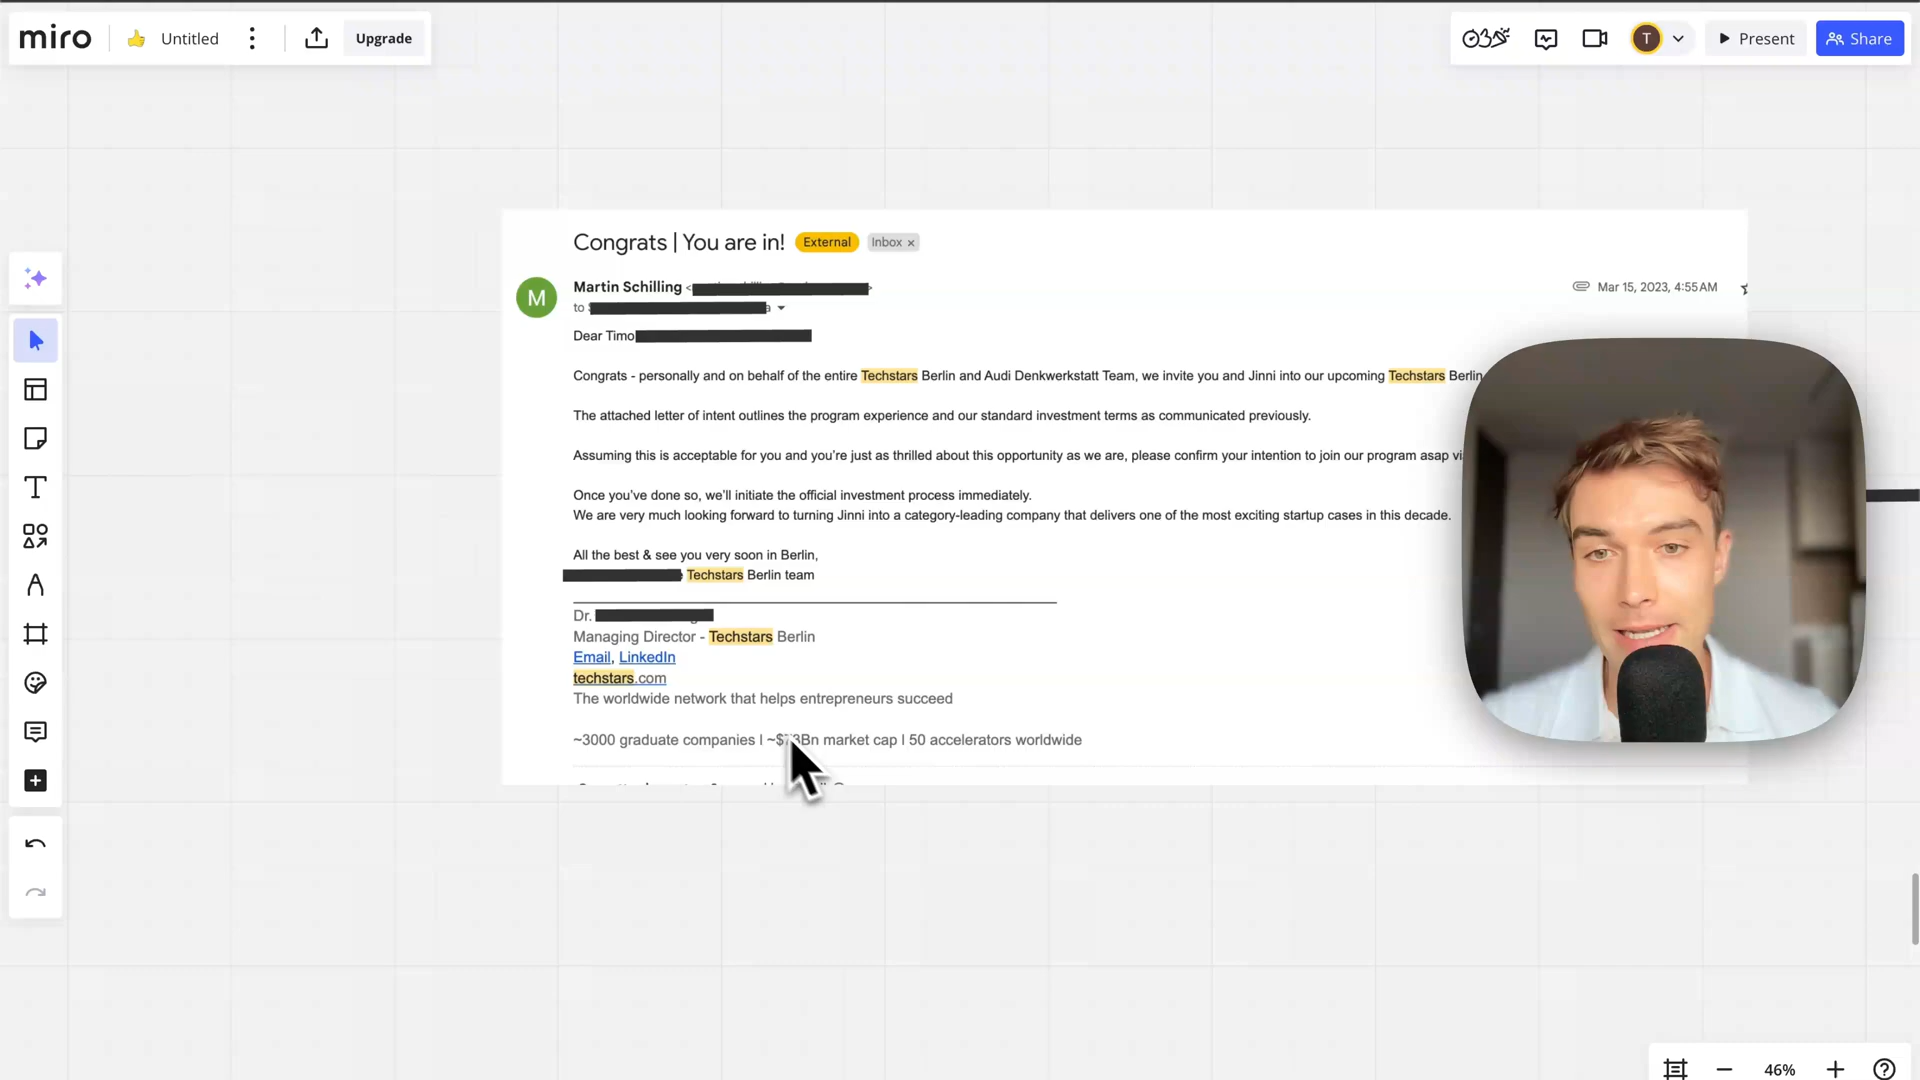 miro
Untitled
Upgrade
T
Present
Share
Congrats | You are in! External Inbox ×
M
Martin Schilling <
Mar 15, 2023, 4:55 AM
to
Dear Timo
Congrats - personally and on behalf of the entire Techstars Berlin and Audi Denkwerkstatt Team, we invite you and Jinni into our upcoming Techstars Berlin
The attached letter of intent outlines the program experience and our standard investment terms as communicated previously.
Assuming this is acceptable for you and you're just as thrilled about this opportunity as we are, please confirm your intention to join our program asap
Once you've done so, we'll initiate the official investment process immediately.
We are very much looking forward to turning Jinni into a category-leading company that delivers one of the most exciting startup cases in this decade.
All the best & see you very soon in Berlin,
Techstars Berlin team
Dr.
Managing Director - Techstars Berlin
Email, LinkedIn
techstars.com
The worldwide network that helps entrepreneurs succeed
~3000 graduate companies | market cap | 50 accelerators worldwide
46%